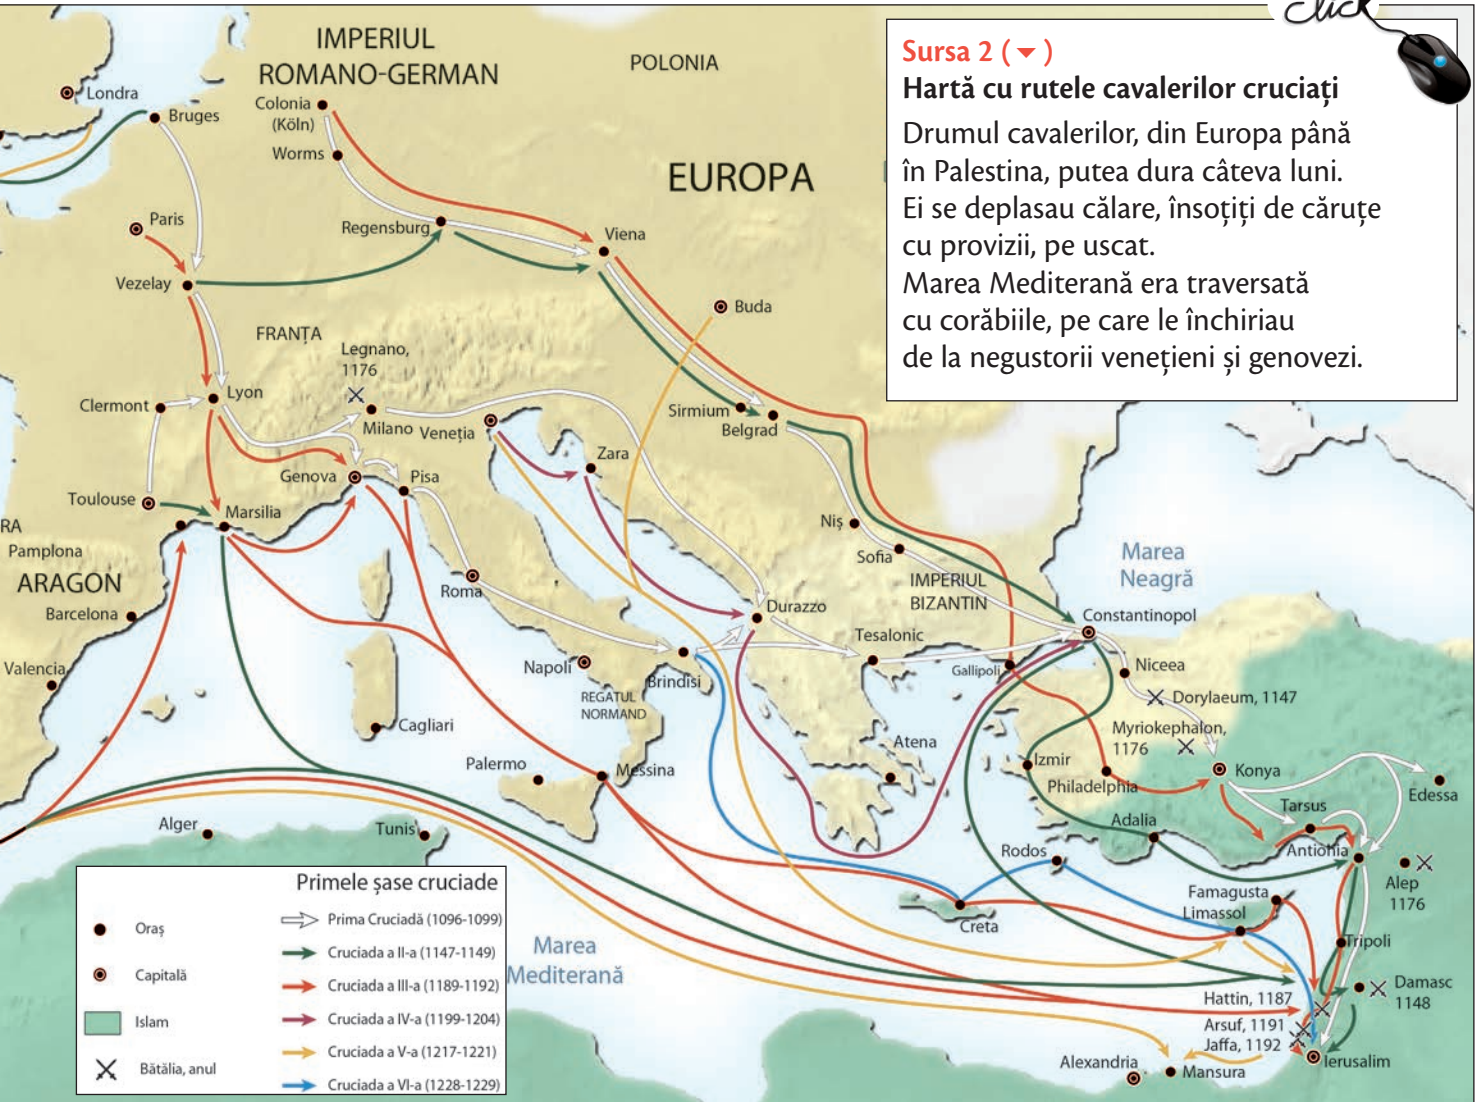 Click
Sursa 2 ( )
Hartă cu rutele cavalerilor cruciați
Drumul cavalerilor, din Europa până
în Palestina, putea dura câteva luni.
Ei se deplasau călare, însoțiți de căruțe
cu provizii, pe uscat.
Marea Mediterană era traversată
cu corăbiile, pe care le închiriau
de la negustorii venețieni și genovezi.
IMPERIUL
ROMANO-GERMAN
POLONIA
Londra
Bruges
Colonia
(Köln)
Worms
EUROPA
Paris
Regensburg
Viena
Vezelay
Buda
FRANȚA
Legnano,
1176
Clermont
Lyon
Milano
Veneția
Sirmium
Belgrad
Zara
Genova
Pisa
Toulouse
Marsilia
RA
Pamplona
ARAGON
Barcelona
Niș
Sofia
Marea
Neagră
IMPERIUL
BIZANTIN
Roma
Durazzo
Constantinopol
Tesalonic
Valencia
Napoli
Brindisi
Gallipoli
Niceea
REGATUL
NORMAND
Dorylaeum, 1147
Cagliari
Myriokephalon,
1176
Atena
Palermo
Messina
Izmir
Philadelphia
Konya
Edessa
Tarsus
Alger
Tunis
Adalia
Rodos
Antiohia
Alep
1176
Famagusta
Limassol
Creta
Tripoli
Marea
Mediterană
Damasc
1148
Hattin, 1187
Arsuf, 1191
Jaffa, 1192
Ierusalim
Alexandria
Mansura
Primele șase cruciade
Oraș
Capitală
Islam
Bătălia, anul
Prima Cruciadă (1096-1099)
Cruciada a II-a (1147-1149)
Cruciada a III-a (1189-1192)
Cruciada a IV-a (1199-1204)
Cruciada a V-a (1217-1221)
Cruciada a VI-a (1228-1229)